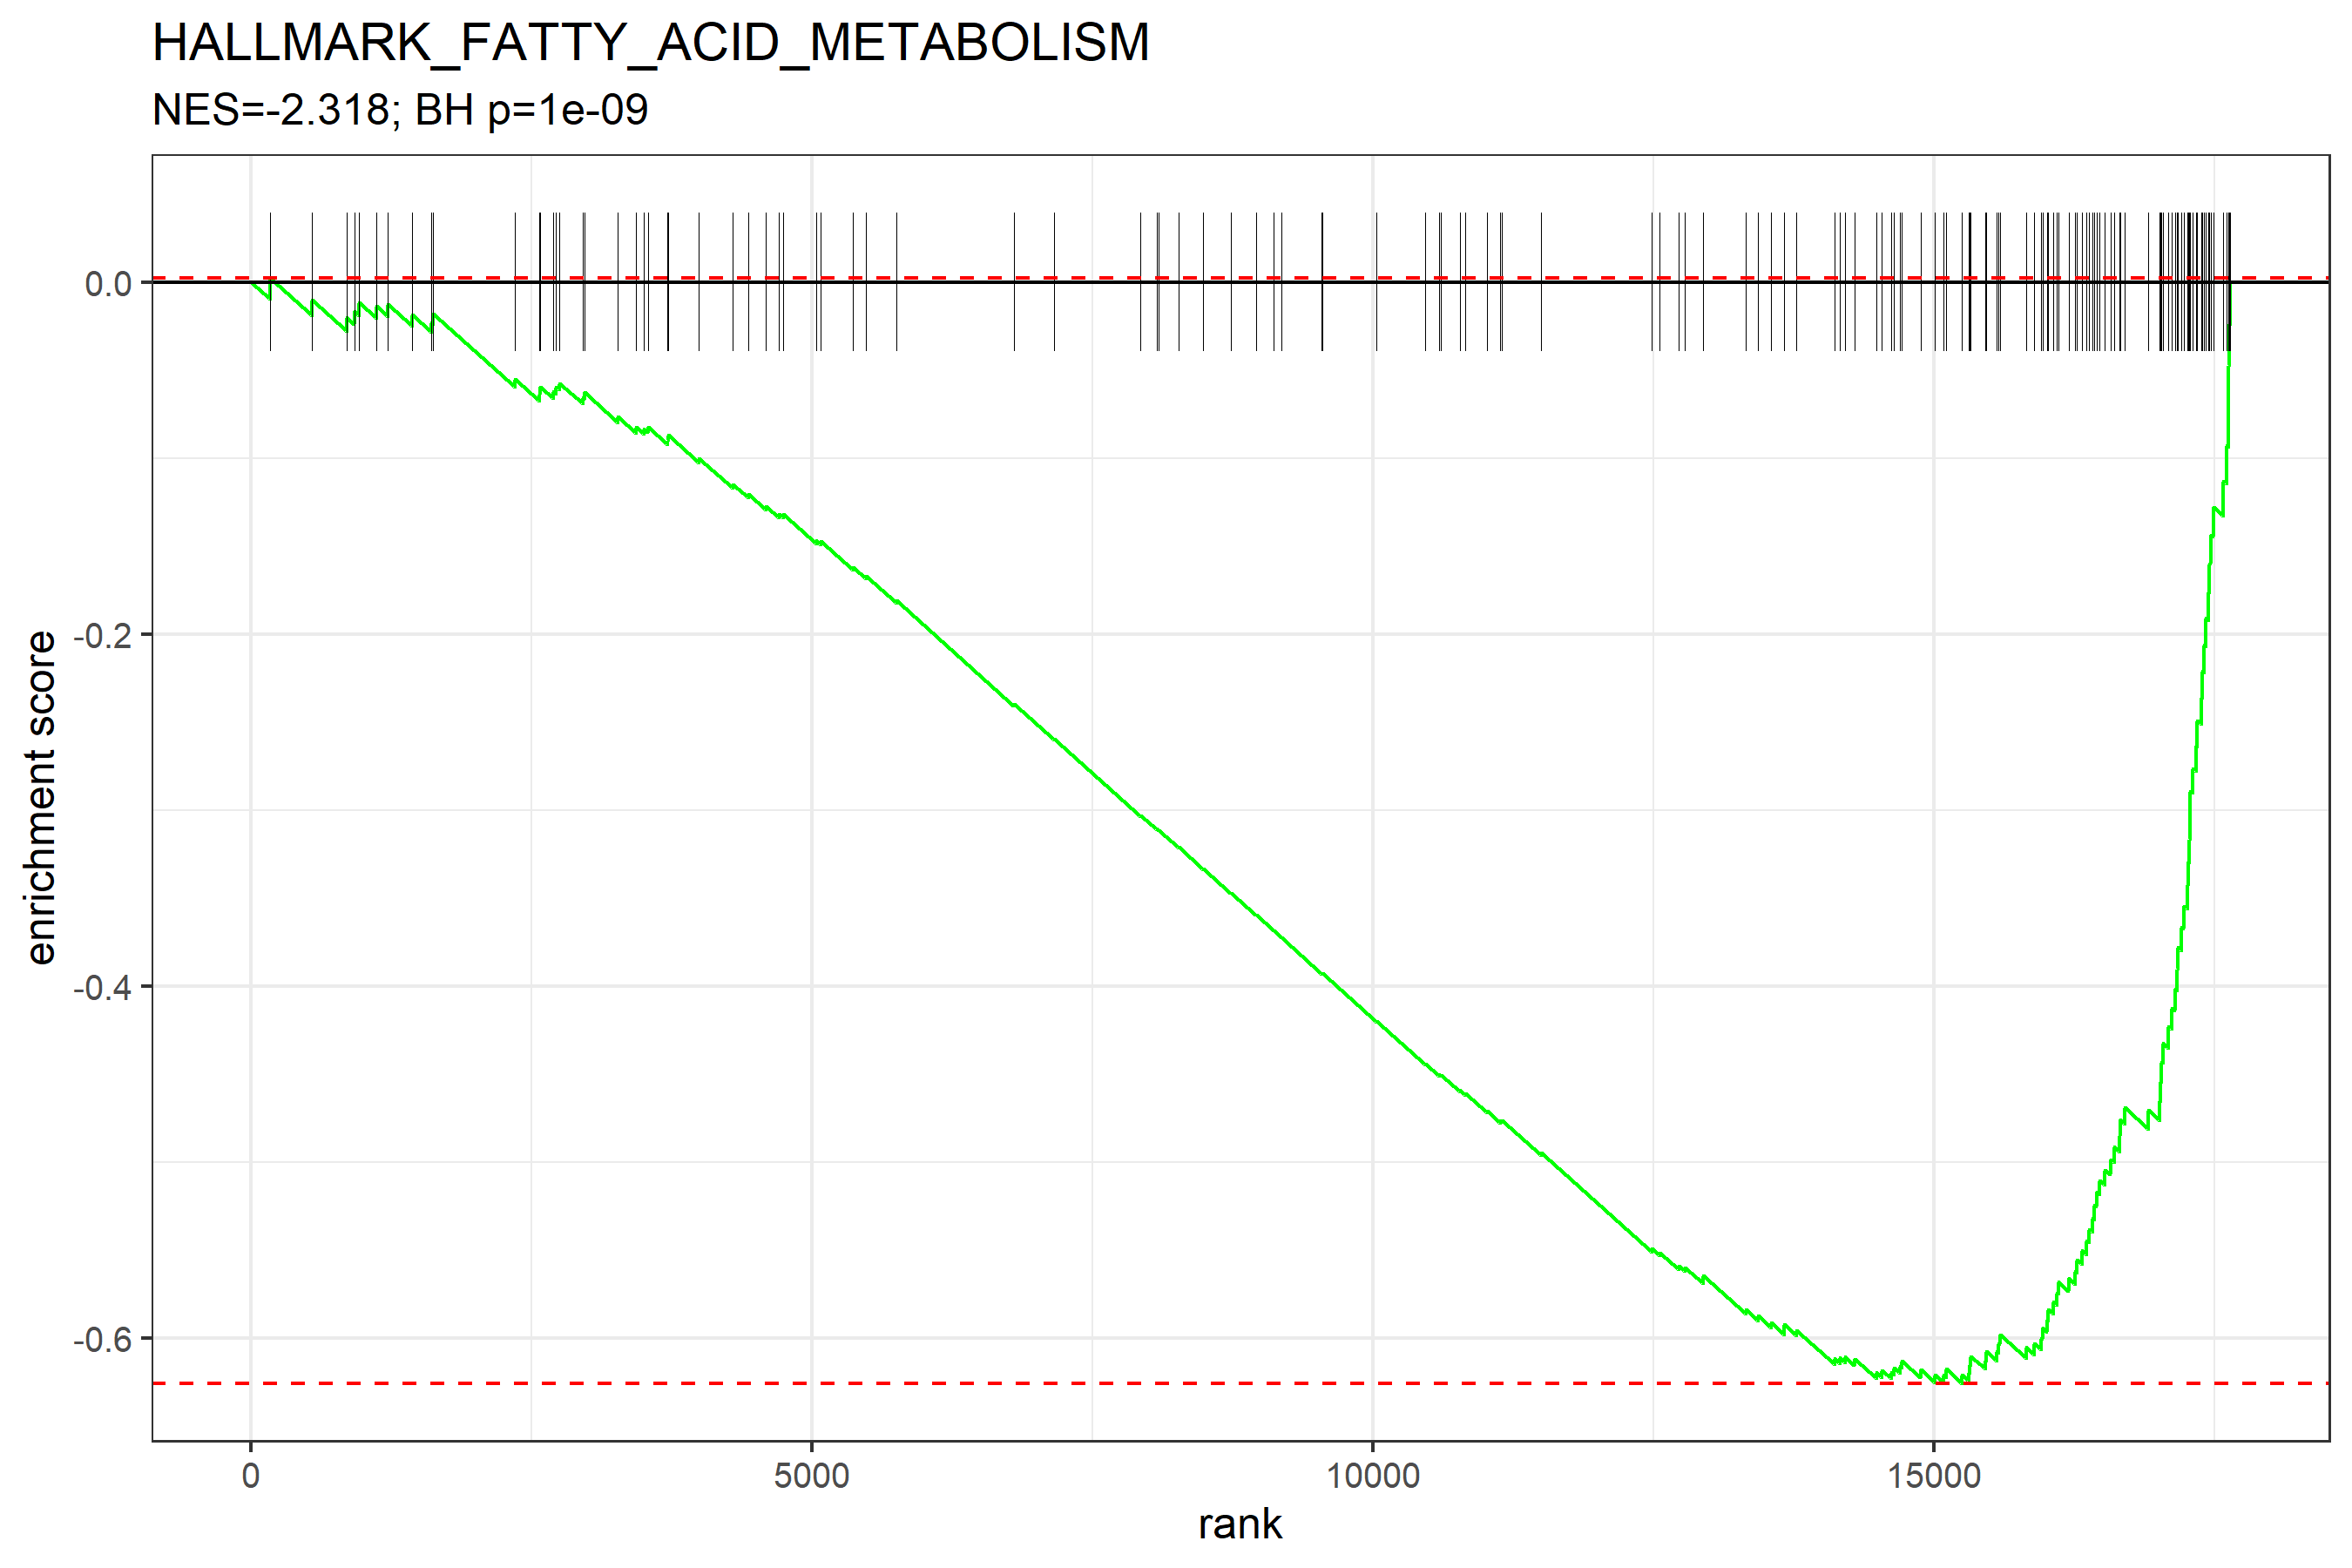 HALLMARK_FATTY_ACID_METABOLISM
NES=-2.318; BH p=1e-09
enrichment score
0.0
-0.2
-0.4
-0.6
0 5000 10000 15000
rank